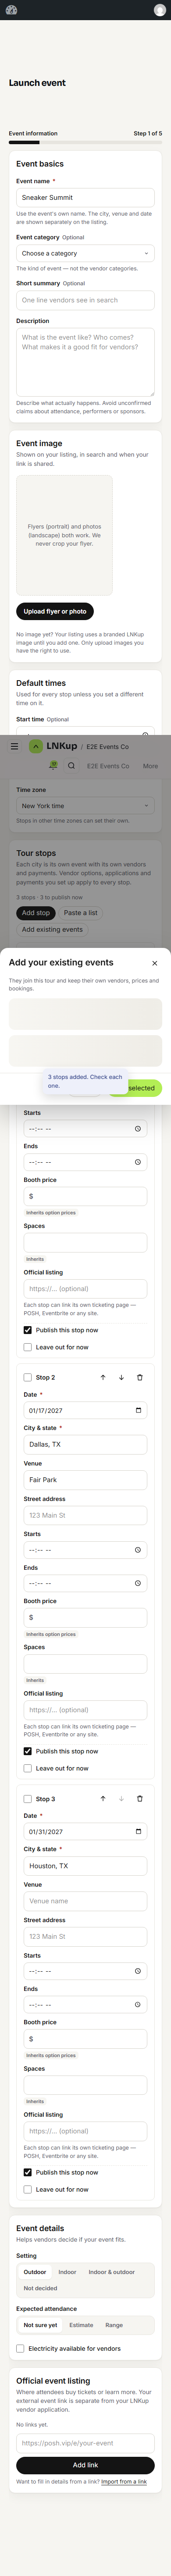 Launch event
Event information Step 1 of 5
Event basics
Event name *
Sneaker Summit
Use the event's own name. The city, venue and date
are shown separately on the listing.
Event category Optional
Choose a category
The kind of event — not the vendor categories.
Short summary Optional
One line vendors see in search
Description
What is the event like? Who comes?
What makes it a good fit for vendors?
Describe what actually happens. Avoid unconfirmed
claims about attendance, performers or sponsors.
Event image
Shown on your listing, in search and when your
link is shared.
Flyers (portrait) and photos
(landscape) both work. We
never crop your flyer.
Upload flyer or photo
No image yet? Your listing uses a branded LNKup
image until you add one. Only upload images you
have the right to use.
Default times
Used for every stop unless you set a different
time on it.
Start time Optional
LNKup / E2E Events Co
E2E Events Co More
Time zone
New York time
Stops in other time zones can set their own.
Tour stops
Each city is its own event with its own vendors
and payments. Vendor options, applications and
payments you set up apply to every stop.
3 stops · 3 to publish now
Add stop Paste a list
Add existing events
Add your existing events
They join this tour and keep their own vendors, prices and
bookings.
3 stops added. Check each
one.
selected
Starts
--:-- --
Ends
--:-- --
Booth price
$
Inherits option prices
Spaces
Inherits
Official listing
https://... (optional)
Each stop can link its own ticketing page —
POSH, Eventbrite or any site.
Publish this stop now
Leave out for now
Stop 2
Date *
01/17/2027
City & state *
Dallas, TX
Venue
Fair Park
Street address
123 Main St
Starts
--:-- --
Ends
--:-- --
Booth price
$
Inherits option prices
Spaces
Inherits
Official listing
https://... (optional)
Each stop can link its own ticketing page —
POSH, Eventbrite or any site.
Publish this stop now
Leave out for now
Stop 3
Date *
01/31/2027
City & state *
Houston, TX
Venue
Venue name
Street address
123 Main St
Starts
--:-- --
Ends
--:-- --
Booth price
$
Inherits option prices
Spaces
Inherits
Official listing
https://... (optional)
Each stop can link its own ticketing page —
POSH, Eventbrite or any site.
Publish this stop now
Leave out for now
Event details
Helps vendors decide if your event fits.
Setting
Outdoor Indoor Indoor & outdoor
Not decided
Expected attendance
Not sure yet Estimate Range
Electricity available for vendors
Official event listing
Where attendees buy tickets or learn more. Your
external event link is separate from your LNKup
vendor application.
No links yet.
https://posh.vip/e/your-event
Add link
Want to fill in details from a link? Import from a link